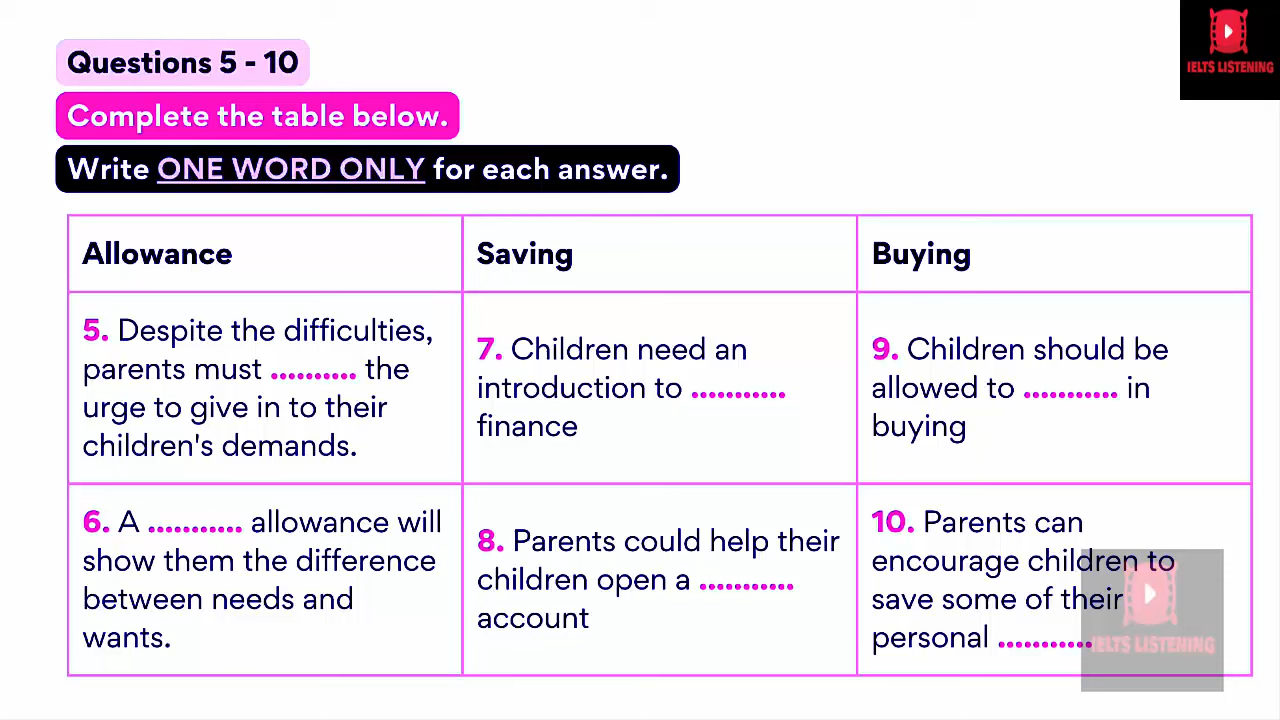 IELTS LISTENING
Questions 5 - 10
Complete the table below.
Write ONE WORD ONLY for each answer.
Allowance
Saving
Buying
5. Despite the difficulties,
parents must .......... the
urge to give in to their
children's demands.
7. Children need an
introduction to ...........
finance
9. Children should be
allowed to ........... in
buying
6. A ........... allowance will
show them the difference
between needs and
wants.
8. Parents could help their
children open a ...........
account
10. Parents can
encourage children to
save some of their
personal ...........
IELTS LISTENING